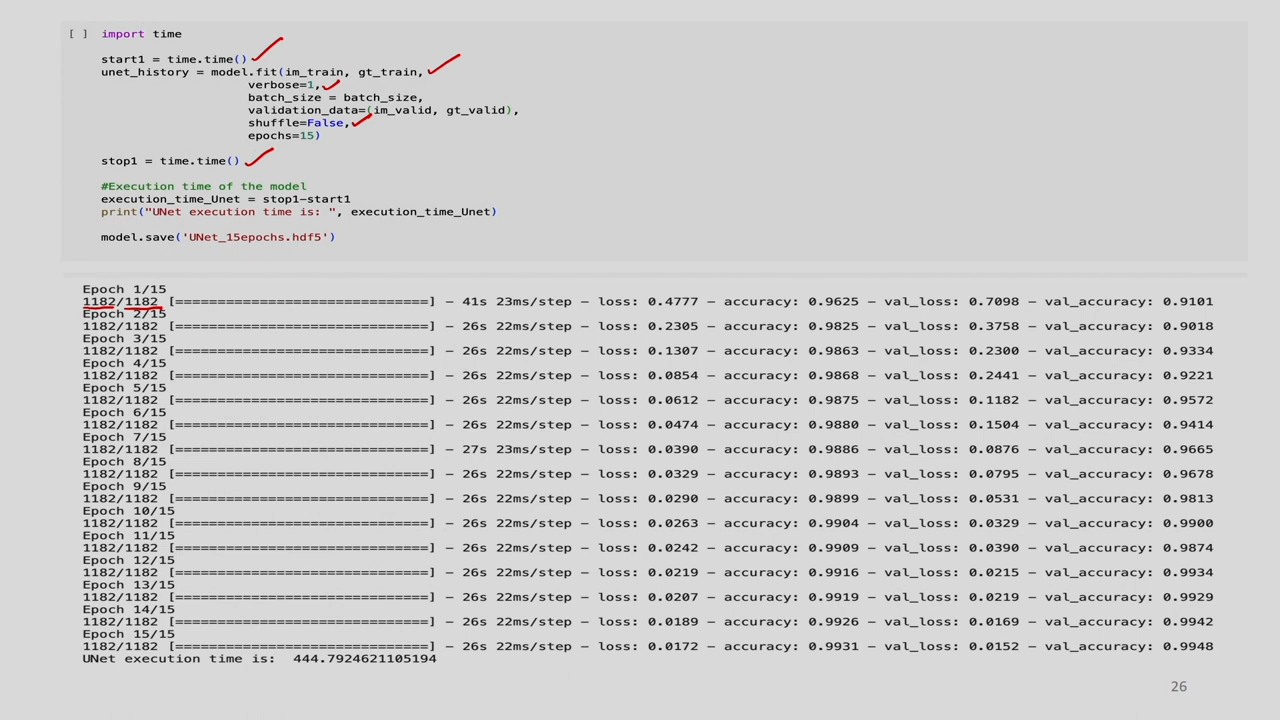 [ ] import time
start1 = time.time()
unet_history = model.fit(im_train, gt_train,
verbose=1,
batch_size = batch_size,
validation_data=(im_valid, gt_valid),
shuffle=False,
epochs=15)
stop1 = time.time()
#Execution time of the model
execution_time_Unet = stop1-start1
print("UNet execution time is: ", execution_time_Unet)
model.save('UNet_15epochs.hdf5')
Epoch 1/15
1182/1182 [==============================] - 41s 23ms/step - loss: 0.4777 - accuracy: 0.9625 - val_loss: 0.7098 - val_accuracy: 0.9101
Epoch 2/15
1182/1182 [==============================] - 26s 22ms/step - loss: 0.2305 - accuracy: 0.9825 - val_loss: 0.3758 - val_accuracy: 0.9018
Epoch 3/15
1182/1182 [==============================] - 26s 22ms/step - loss: 0.1307 - accuracy: 0.9863 - val_loss: 0.2300 - val_accuracy: 0.9334
Epoch 4/15
1182/1182 [==============================] - 26s 22ms/step - loss: 0.0854 - accuracy: 0.9868 - val_loss: 0.2441 - val_accuracy: 0.9221
Epoch 5/15
1182/1182 [==============================] - 26s 22ms/step - loss: 0.0612 - accuracy: 0.9875 - val_loss: 0.1182 - val_accuracy: 0.9572
Epoch 6/15
1182/1182 [==============================] - 26s 22ms/step - loss: 0.0474 - accuracy: 0.9880 - val_loss: 0.1504 - val_accuracy: 0.9414
Epoch 7/15
1182/1182 [==============================] - 27s 23ms/step - loss: 0.0390 - accuracy: 0.9886 - val_loss: 0.0876 - val_accuracy: 0.9665
Epoch 8/15
1182/1182 [==============================] - 26s 22ms/step - loss: 0.0329 - accuracy: 0.9893 - val_loss: 0.0795 - val_accuracy: 0.9678
Epoch 9/15
1182/1182 [==============================] - 26s 22ms/step - loss: 0.0290 - accuracy: 0.9899 - val_loss: 0.0531 - val_accuracy: 0.9813
Epoch 10/15
1182/1182 [==============================] - 26s 22ms/step - loss: 0.0263 - accuracy: 0.9904 - val_loss: 0.0329 - val_accuracy: 0.9900
Epoch 11/15
1182/1182 [==============================] - 26s 22ms/step - loss: 0.0242 - accuracy: 0.9909 - val_loss: 0.0390 - val_accuracy: 0.9874
Epoch 12/15
1182/1182 [==============================] - 26s 22ms/step - loss: 0.0219 - accuracy: 0.9916 - val_loss: 0.0215 - val_accuracy: 0.9934
Epoch 13/15
1182/1182 [==============================] - 26s 22ms/step - loss: 0.0207 - accuracy: 0.9919 - val_loss: 0.0219 - val_accuracy: 0.9929
Epoch 14/15
1182/1182 [==============================] - 26s 22ms/step - loss: 0.0189 - accuracy: 0.9926 - val_loss: 0.0169 - val_accuracy: 0.9942
Epoch 15/15
1182/1182 [==============================] - 26s 22ms/step - loss: 0.0172 - accuracy: 0.9931 - val_loss: 0.0152 - val_accuracy: 0.9948
UNet execution time is:  444.7924621105194
26